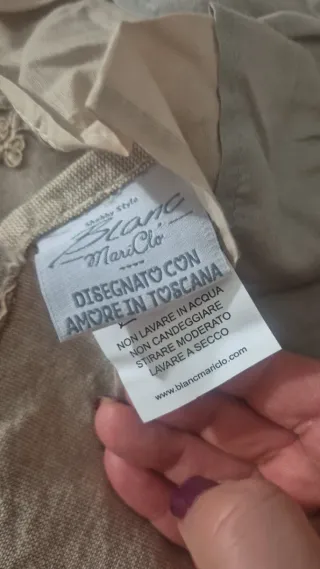 Shabby Style
Blanc
MariClo'
DISEGNATO CON
AMORE IN TOSCANA
NON LAVARE IN ACQUA
NON CANDEGGIARE
STIRARE MODERATO
LAVARE A SECCO
www.blancmariclo.com